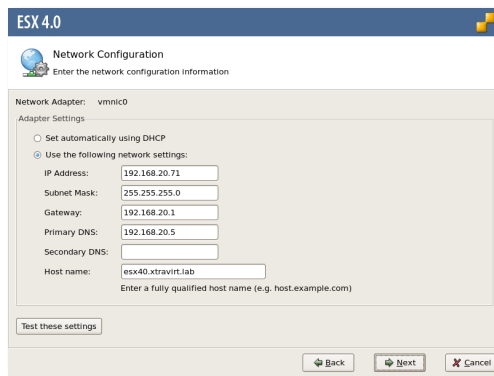 ESX 4.0
Network Configuration
Enter the network configuration information
Network Adapter: vmnic0
Adapter Settings
Set automatically using DHCP
Use the following network settings:
IP Address: 192.168.20.71
Subnet Mask: 255.255.255.0
Gateway: 192.168.20.1
Primary DNS: 192.168.20.5
Secondary DNS:
Host name: esx40.xtravirt.lab
Enter a fully qualified host name (e.g. host.example.com)
Test these settings
Back Next Cancel